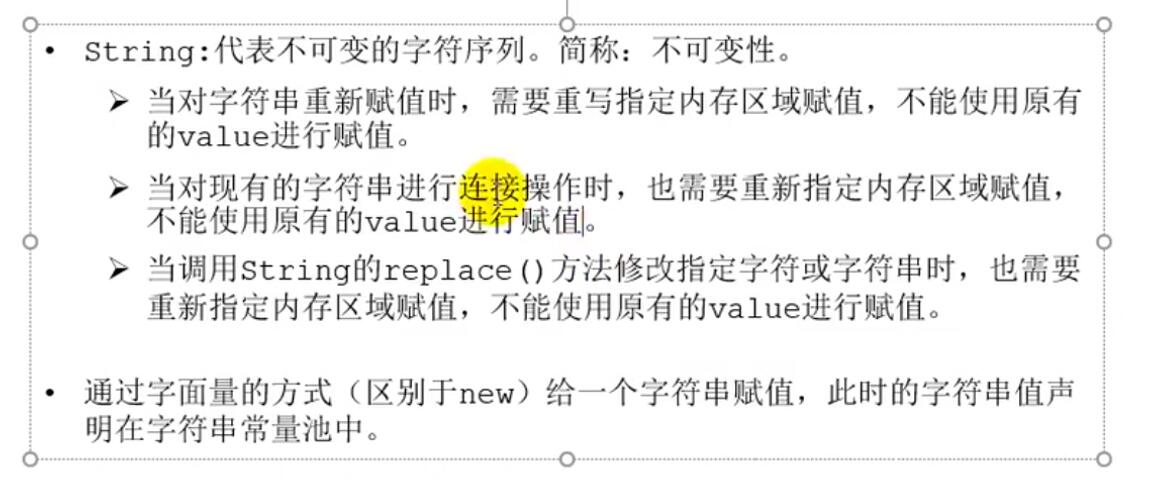 • String:代表不可变的字符序列。简称：不可变性。
➢ 当对字符串重新赋值时，需要重写指定内存区域赋值，不能使用原有
的value进行赋值。
➢ 当对现有的字符串进行连接操作时，也需要重新指定内存区域赋值，
不能使用原有的value进行赋值。
➢ 当调用String的replace()方法修改指定字符或字符串时，也需要
重新指定内存区域赋值，不能使用原有的value进行赋值。
• 通过字面量的方式（区别于new）给一个字符串赋值，此时的字符串值声
明在字符串常量池中。